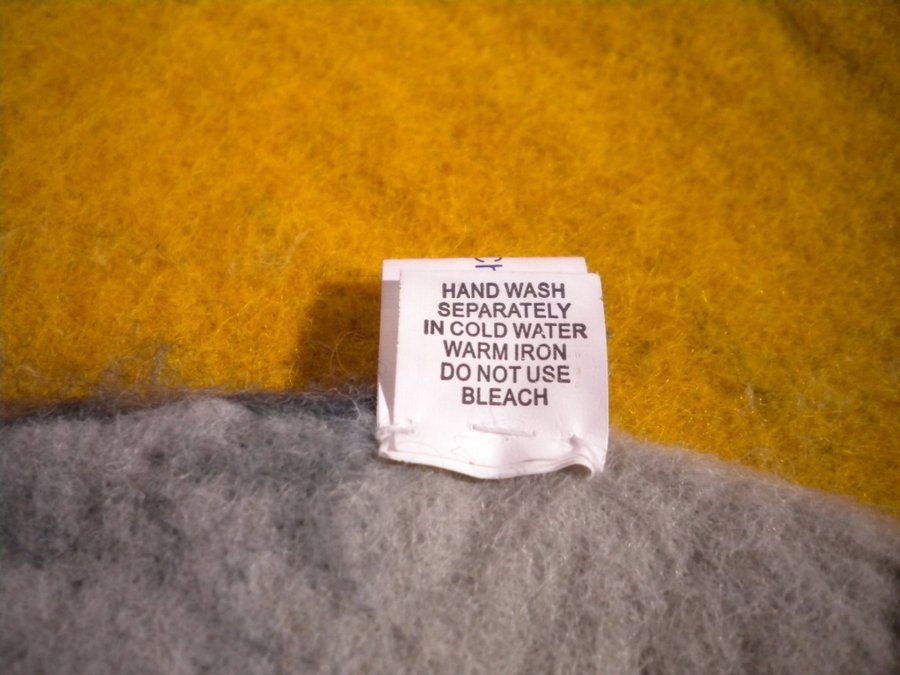 HAND WASH
SEPARATELY
IN COLD WATER
WARM IRON
DO NOT USE
BLEACH